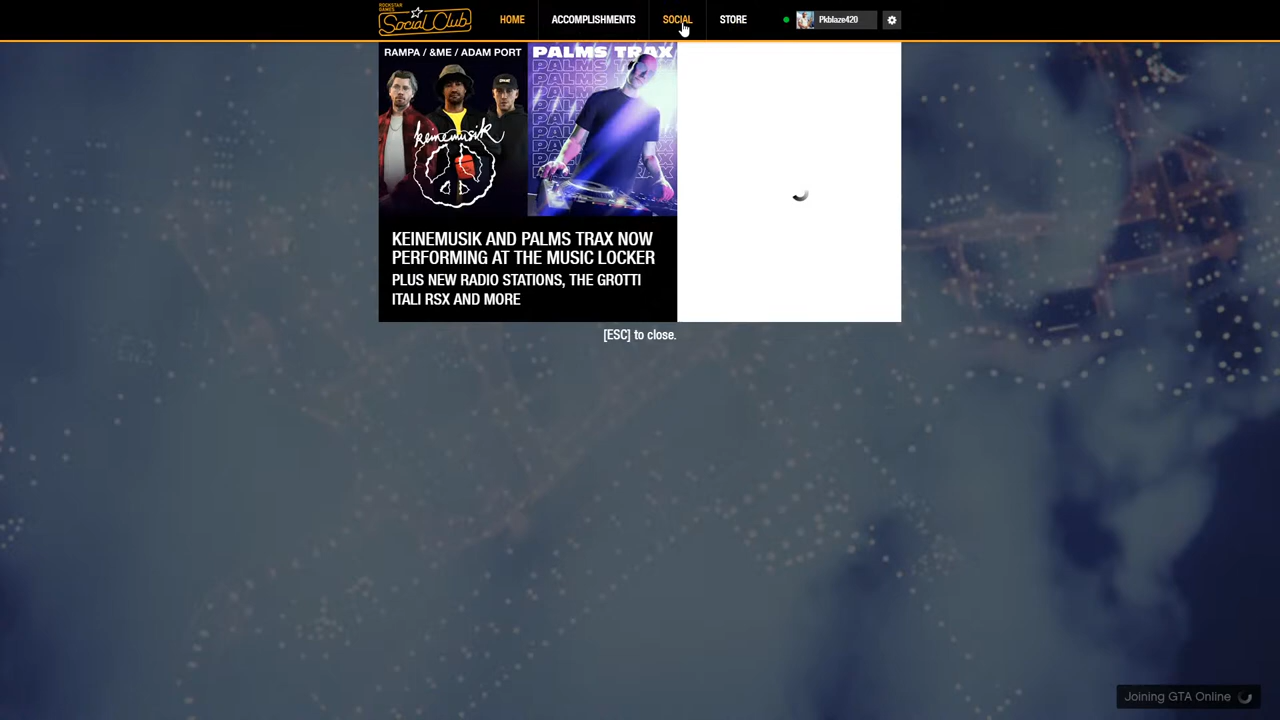 ROCKSTAR
GAMES
Social Club
HOME
ACCOMPLISHMENTS
SOCIAL
STORE
Pkblaze420
RAMPA / &ME / ADAM PORT
keinemusik
PALMS TRAX
PALMS TRAX
KEINEMUSIK AND PALMS TRAX NOW
PERFORMING AT THE MUSIC LOCKER
PLUS NEW RADIO STATIONS, THE GROTTI
ITALI RSX AND MORE
[ESC] to close.
Joining GTA Online